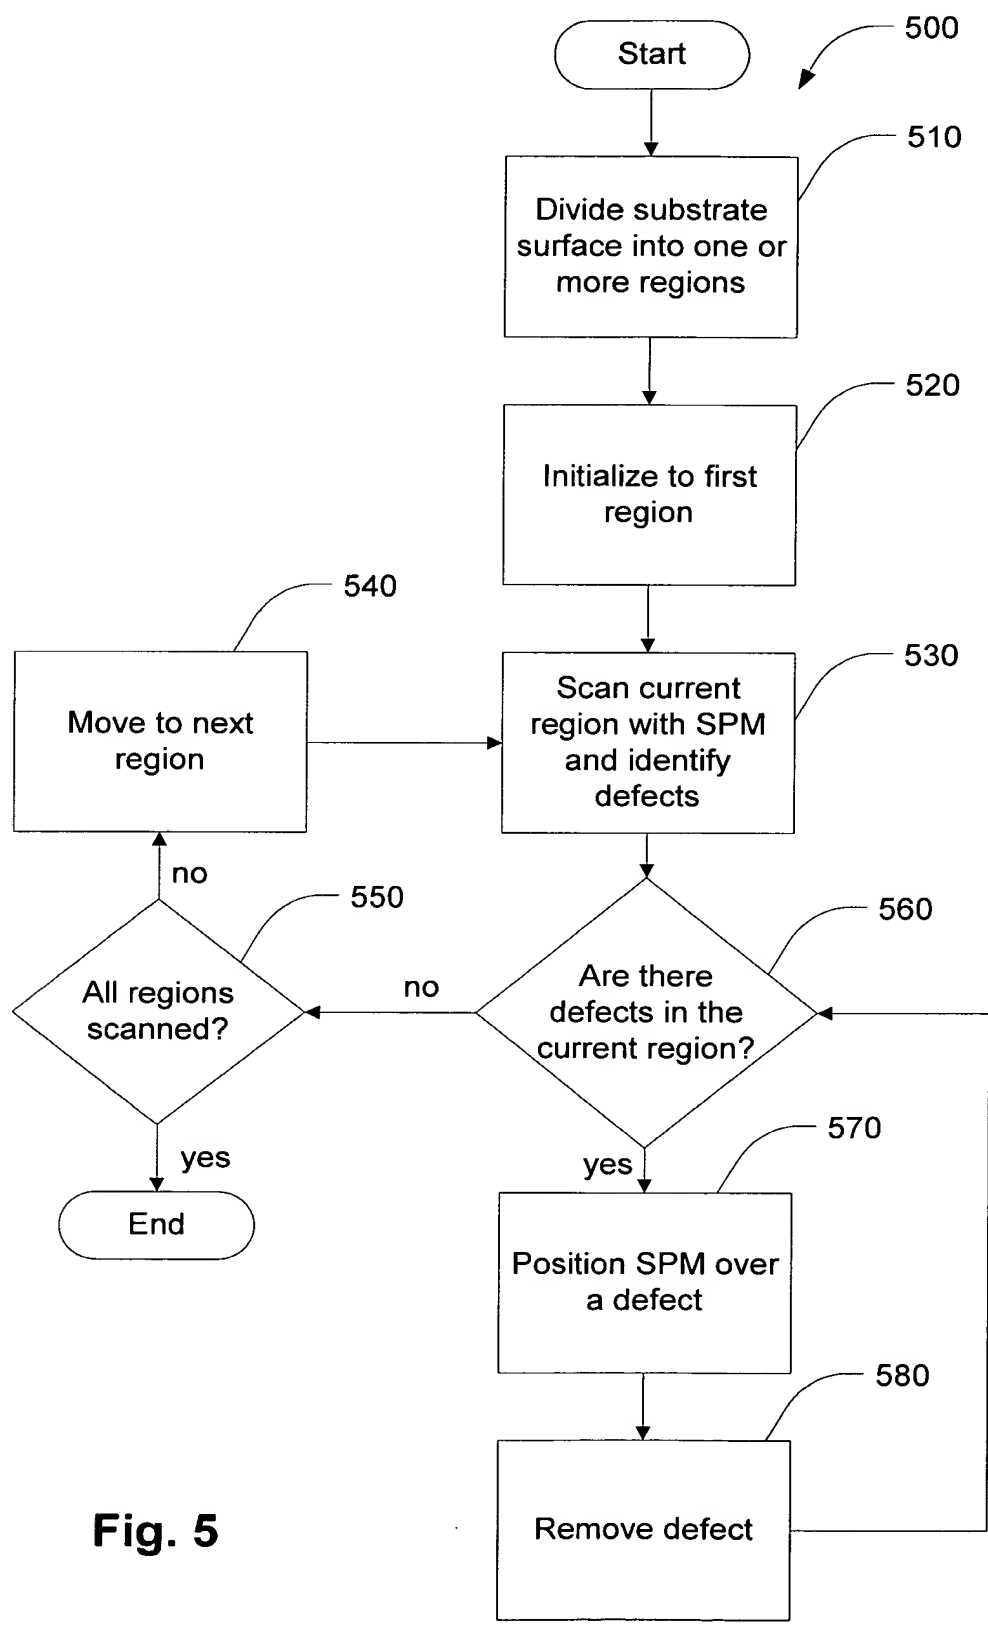 Start
500
510
Divide substrate
surface into one or
more regions
520
Initialize to first
region
540
530
Move to next
region
Scan current
region with SPM
and identify
defects
no
550
560
All regions
scanned?
no
Are there
defects in the
current region?
yes
End
yes
570
Position SPM over
a defect
580
Remove defect
Fig. 5